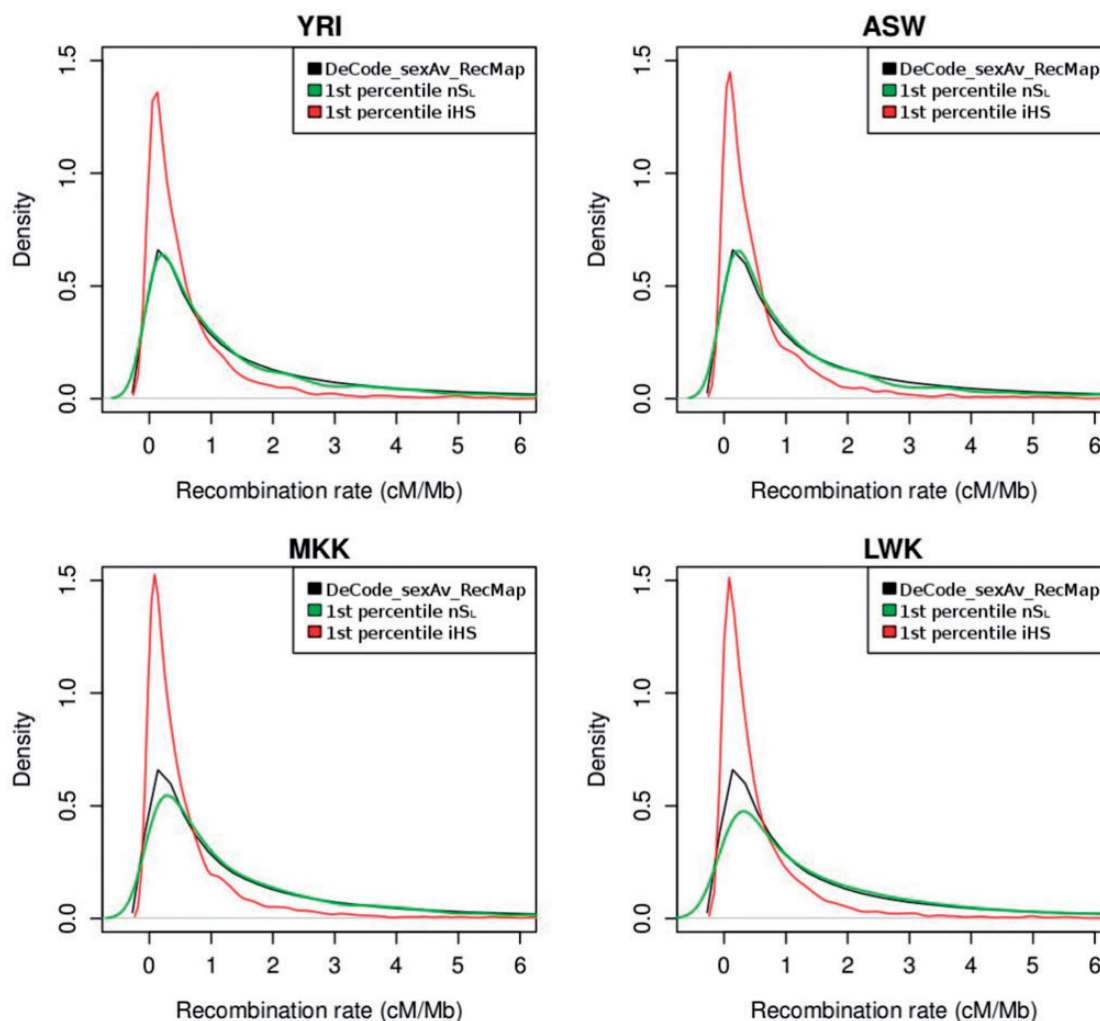 YRI
DeCode_sexAv_RecMap
1st percentile nSL
1st percentile iHS
Density
0.0
0.5
1.0
1.5
0 1 2 3 4 5 6
Recombination rate (cM/Mb)
ASW
DeCode_sexAv_RecMap
1st percentile nSL
1st percentile iHS
Density
0.0
0.5
1.0
1.5
0 1 2 3 4 5 6
Recombination rate (cM/Mb)
MKK
DeCode_sexAv_RecMap
1st percentile nSL
1st percentile iHS
Density
0.0
0.5
1.0
1.5
0 1 2 3 4 5 6
Recombination rate (cM/Mb)
LWK
DeCode_sexAv_RecMap
1st percentile nSL
1st percentile iHS
Density
0.0
0.5
1.0
1.5
0 1 2 3 4 5 6
Recombination rate (cM/Mb)